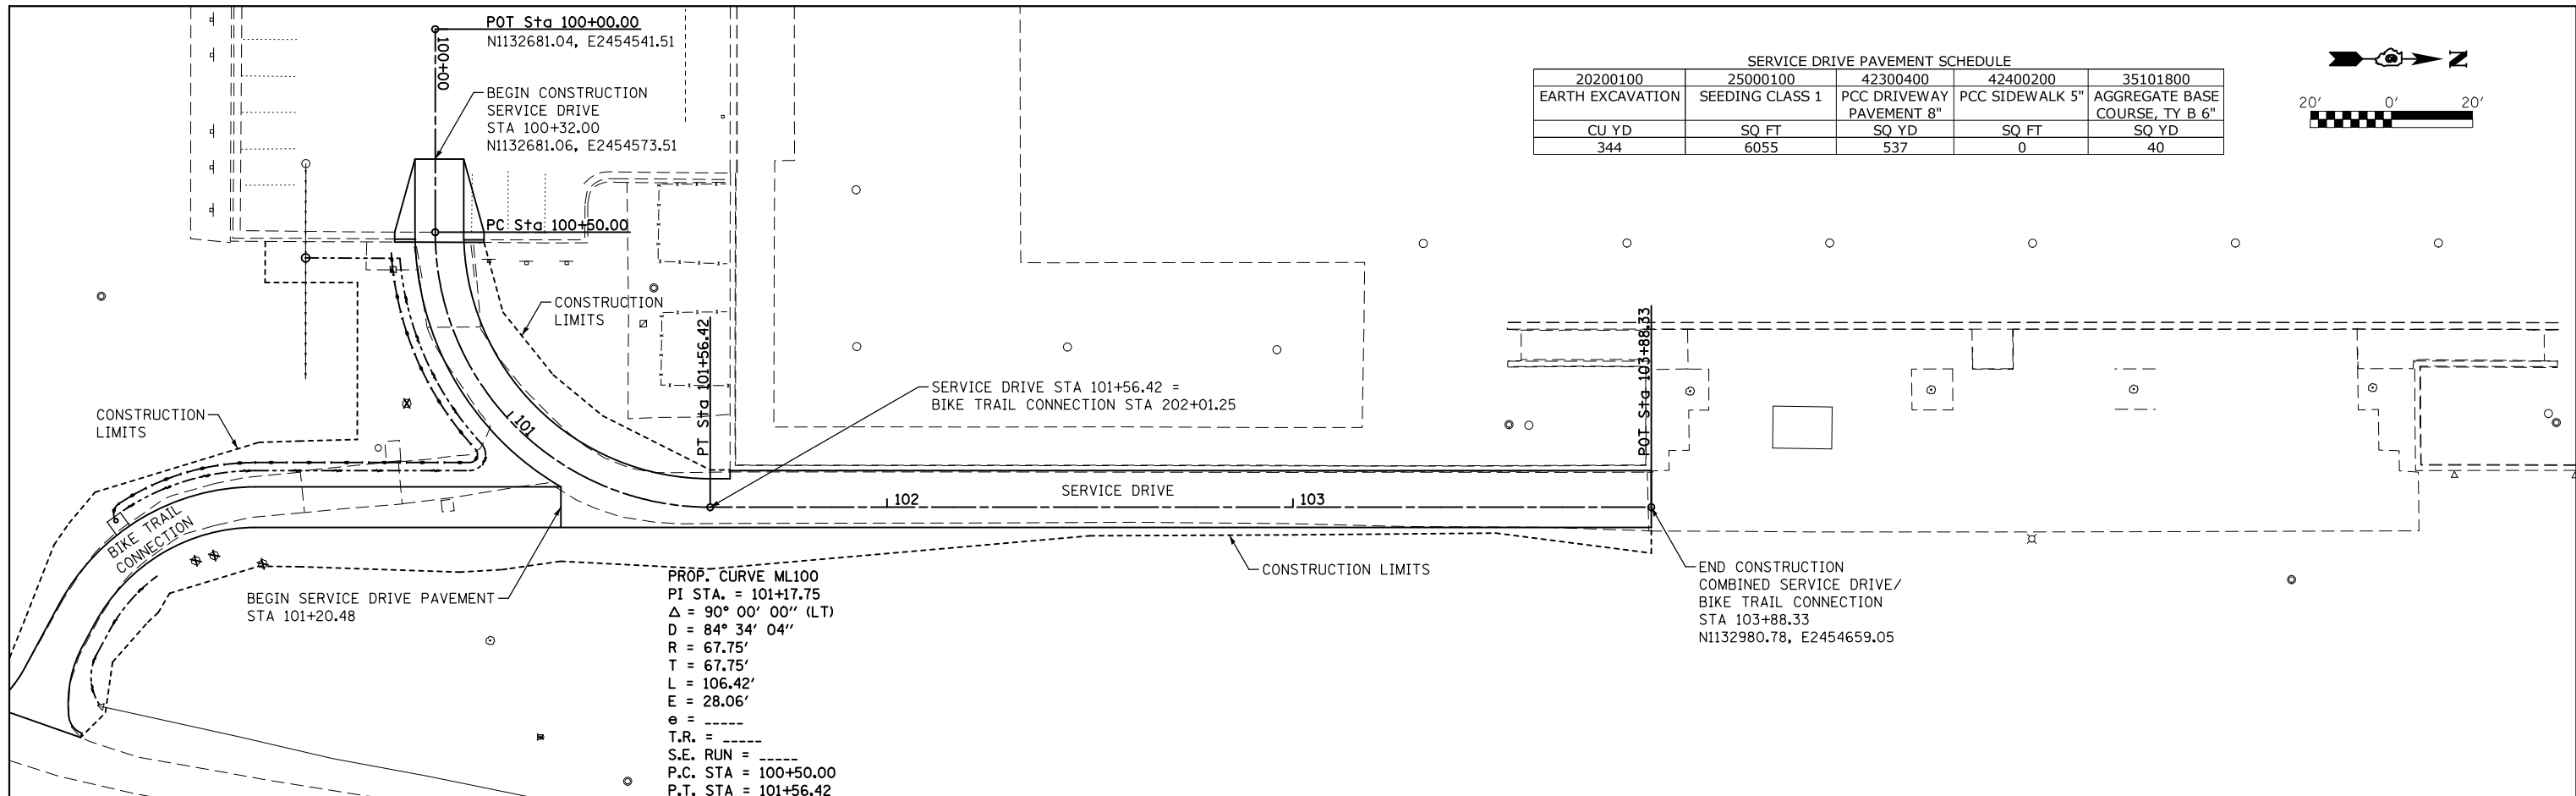 POT Sta 100+00.00
N1132681.04, E2454541.51
100+00
BEGIN CONSTRUCTION
SERVICE DRIVE
STA 100+32.00
N1132681.06, E2454573.51
PC Sta 100+50.00
CONSTRUCTION
LIMITS
SERVICE DRIVE PAVEMENT SCHEDULE
20200100 25000100 42300400 42400200 35101800
EARTH EXCAVATION SEEDING CLASS 1 PCC DRIVEWAY PCC SIDEWALK 5" AGGREGATE BASE
PAVEMENT 8" COURSE, TY B 6"
CU YD SQ FT SQ YD SQ FT SQ YD
344 6055 537 0 40
N
20' 0' 20'
PT Sta 101+56.42
POT Sta 103+88.33
SERVICE DRIVE STA 101+56.42 =
BIKE TRAIL CONNECTION STA 202+01.25
CONSTRUCTION
LIMITS
101
SERVICE DRIVE
102
103
BIKE TRAIL
CONNECTION
BEGIN SERVICE DRIVE PAVEMENT
STA 101+20.48
CONSTRUCTION LIMITS
END CONSTRUCTION
COMBINED SERVICE DRIVE/
BIKE TRAIL CONNECTION
STA 103+88.33
N1132980.78, E2454659.05
PROP. CURVE ML100
PI STA. = 101+17.75
Δ = 90° 00' 00" (LT)
D = 84° 34' 04"
R = 67.75'
T = 67.75'
L = 106.42'
E = 28.06'
e = _____
T.R. = _____
S.E. RUN = _____
P.C. STA = 100+50.00
P.T. STA = 101+56.42